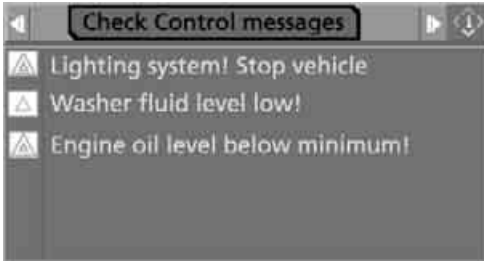 Check Control messages
Lighting system! Stop vehicle
Washer fluid level low!
Engine oil level below minimum!